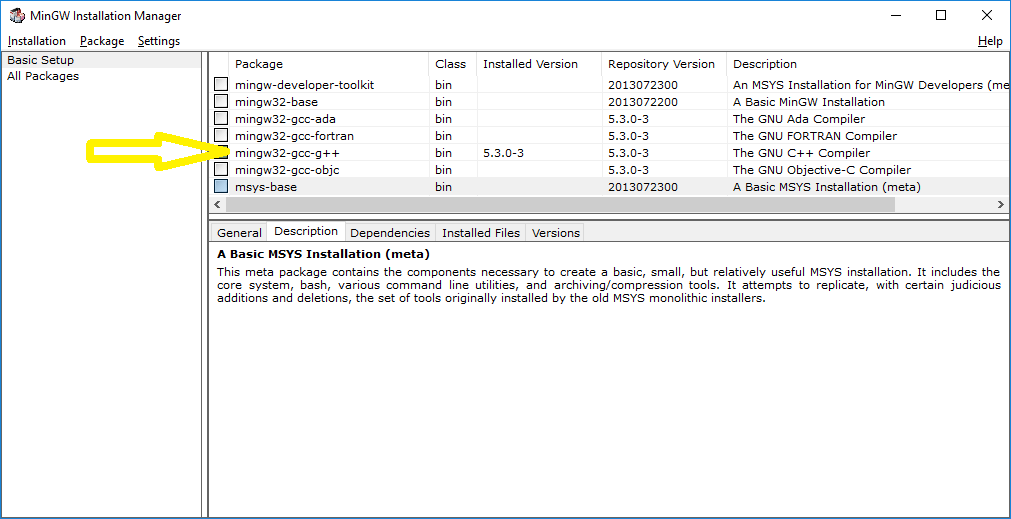 MinGW Installation Manager
Installation Package Settings Help
Basic Setup
All Packages
Package Class Installed Version Repository Version Description
mingw-developer-toolkit bin 2013072300 An MSYS Installation for MinGW Developers (me
mingw32-base bin 2013072200 A Basic MinGW Installation
mingw32-gcc-ada bin 5.3.0-3 The GNU Ada Compiler
mingw32-gcc-fortran bin 5.3.0-3 The GNU FORTRAN Compiler
mingw32-gcc-g++ bin 5.3.0-3 5.3.0-3 The GNU C++ Compiler
mingw32-gcc-objc bin 5.3.0-3 The GNU Objective-C Compiler
msys-base bin 2013072300 A Basic MSYS Installation (meta)
General Description Dependencies Installed Files Versions
A Basic MSYS Installation (meta)
This meta package contains the components necessary to create a basic, small, but relatively useful MSYS installation. It includes the
core system, bash, various command line utilities, and archiving/compression tools. It attempts to replicate, with certain judicious
additions and deletions, the set of tools originally installed by the old MSYS monolithic installers.